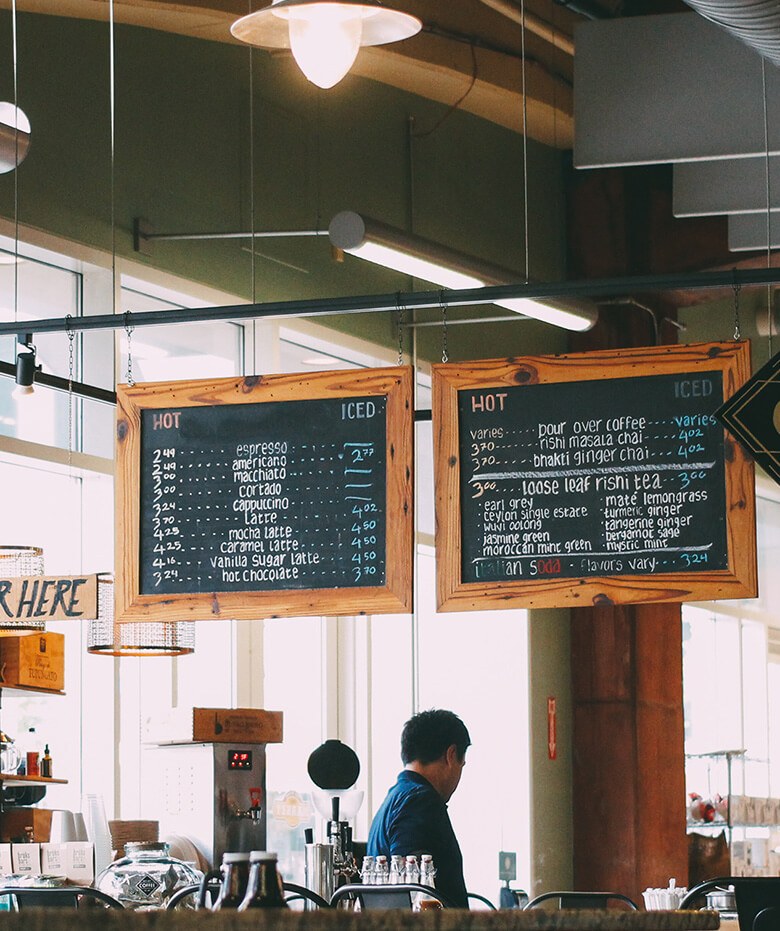 HOT ICED
2.49 espresso
2.49 americano 2.77
3.00 macchiato
3.00 cortado
3.24 cappuccino
3.70 latte 4.02
4.25 mocha latte 4.50
4.25 caramel latte 4.50
4.16 vanilla sugar latte 4.50
3.24 hot chocolate 3.70
HOT ICED
varies pour over coffee varies
3.70 rishi masala chai 4.02
3.70 bhakti ginger chai 4.02
3.00 loose leaf rishi tea 3.00
· earl grey · mate lemongrass
· ceylon single estate · turmeric ginger
· wuyi oolong · tangerine ginger
· jasmine green · bergamot sage
· moroccan mint green · mystic mint
italian soda - flavors vary 3.24
R HERE